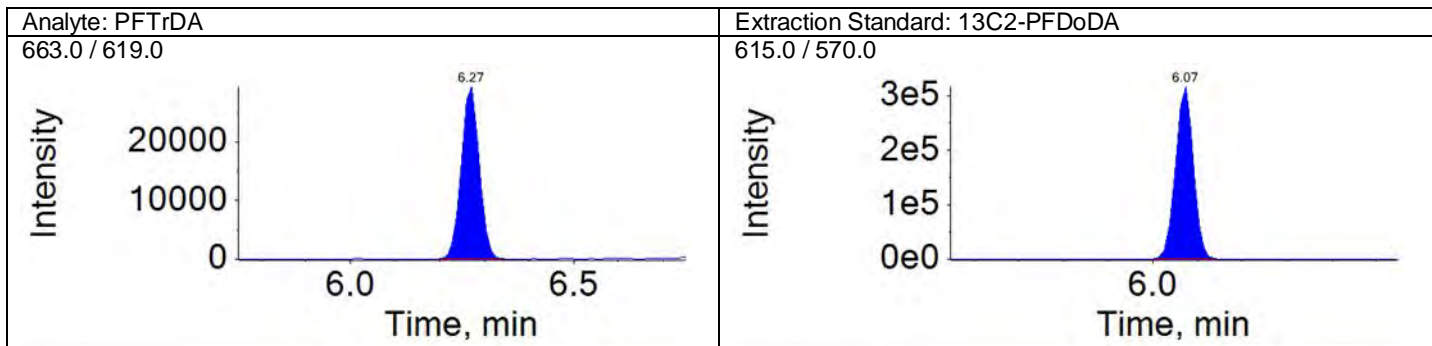 Analyte: PFTrDA
663.0 / 619.0
6.27
Intensity
20000
10000
0
6.0 6.5
Time, min
Extraction Standard: 13C2-PFDoDA
615.0 / 570.0
6.07
Intensity
3e5
2e5
1e5
0e0
6.0
Time, min